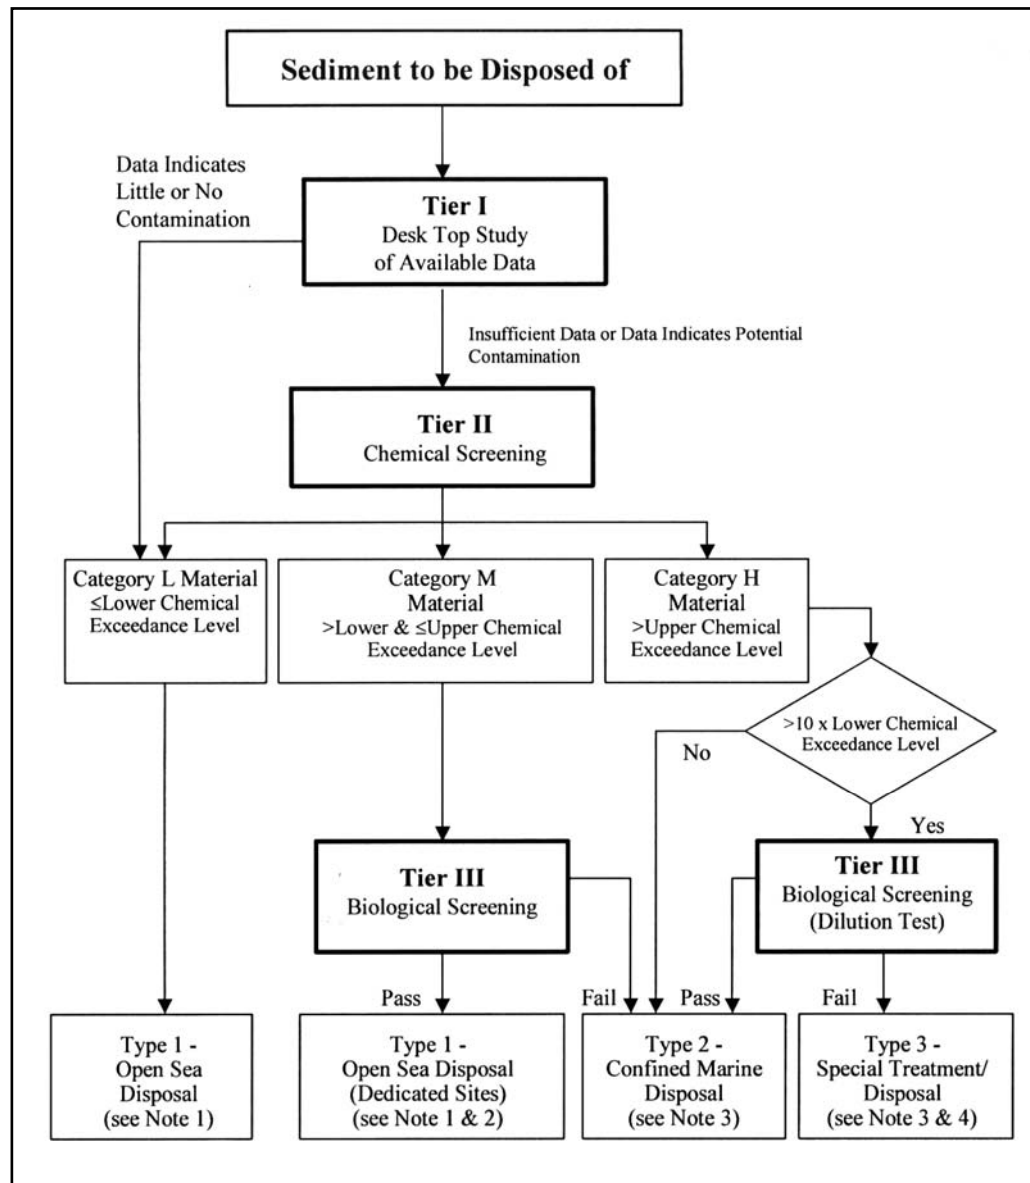 Sediment to be Disposed of
Data Indicates
Little or No
Contamination
Tier I
Desk Top Study
of Available Data
Insufficient Data or Data Indicates Potential
Contamination
Tier II
Chemical Screening
Category L Material
≤Lower Chemical
Exceedance Level
Category M
Material
>Lower & ≤Upper Chemical
Exceedance Level
Category H
Material
>Upper Chemical
Exceedance Level
>10 x Lower Chemical
Exceedance Level
No
Yes
Tier III
Biological Screening
Tier III
Biological Screening
(Dilution Test)
Pass
Fail
Pass
Fail
Type 1 -
Open Sea
Disposal
(see Note 1)
Type 1 -
Open Sea Disposal
(Dedicated Sites)
(see Note 1 & 2)
Type 2 -
Confined Marine
Disposal
(see Note 3)
Type 3 -
Special Treatment/
Disposal
(see Note 3 & 4)